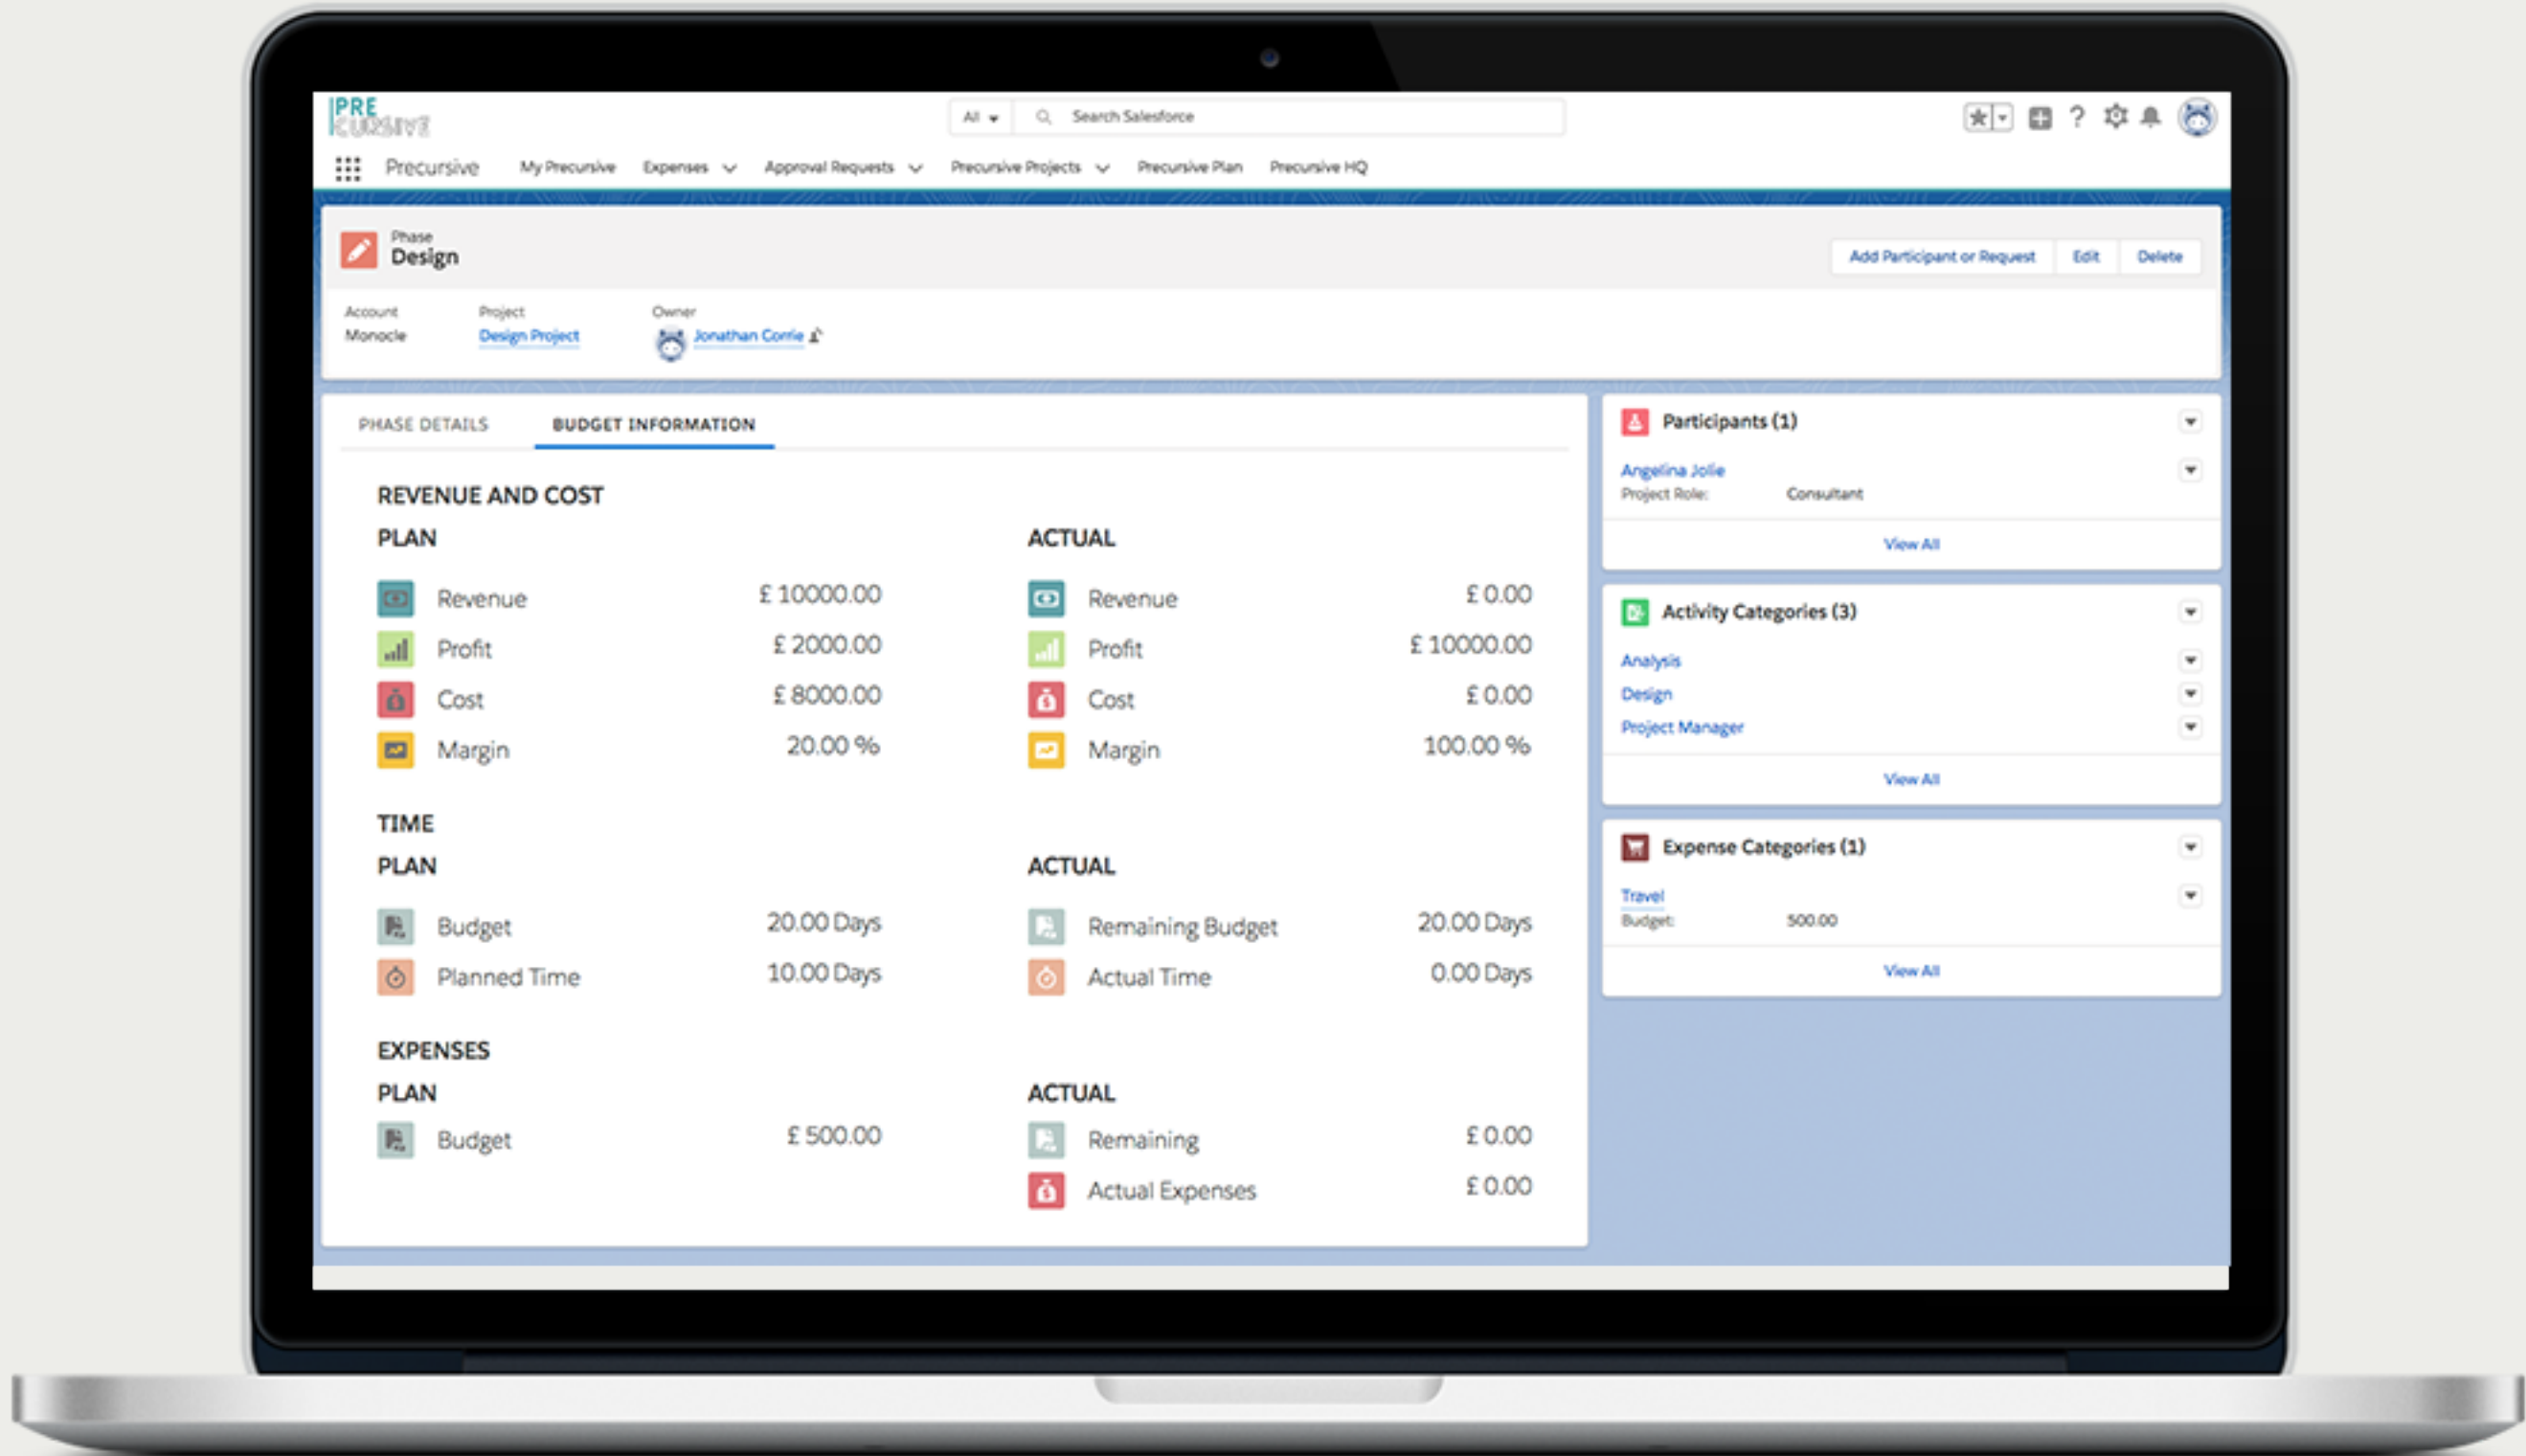 PRE
CURSIVE
All
Search Salesforce
Precursive
My Precursive
Expenses
Approval Requests
Precursive Projects
Precursive Plan
Precursive HQ
Phase
Design
Add Participant or Request
Edit
Delete
Account
Project
Owner
Monocle
Design Project
Jonathan Corrie
PHASE DETAILS
BUDGET INFORMATION
REVENUE AND COST
PLAN
Revenue £ 10000.00
Profit £ 2000.00
Cost £ 8000.00
Margin 20.00 %
ACTUAL
Revenue £ 0.00
Profit £ 10000.00
Cost £ 0.00
Margin 100.00 %
TIME
PLAN
Budget 20.00 Days
Planned Time 10.00 Days
ACTUAL
Remaining Budget 20.00 Days
Actual Time 0.00 Days
EXPENSES
PLAN
Budget £ 500.00
ACTUAL
Remaining £ 0.00
Actual Expenses £ 0.00
Participants (1)
Angelina Jolie
Project Role: Consultant
View All
Activity Categories (3)
Analysis
Design
Project Manager
View All
Expense Categories (1)
Travel
Budget: 500.00
View All